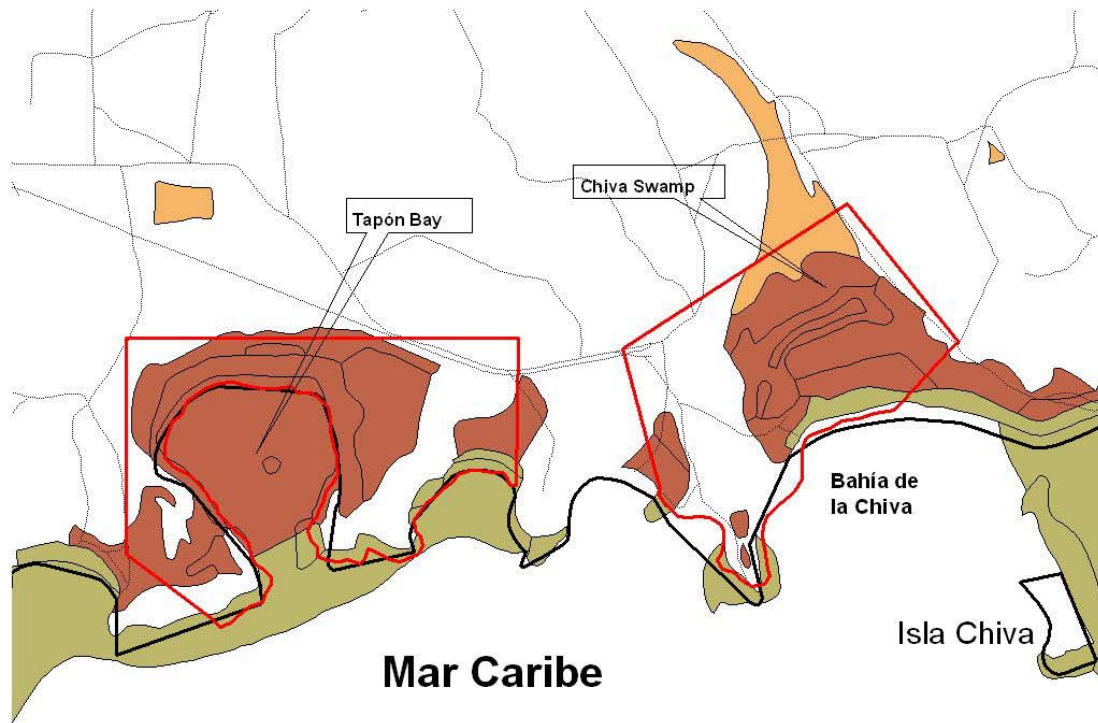 Chiva Swamp
Tapón Bay
Bahía de
la Chiva
Isla Chiva
Mar Caribe